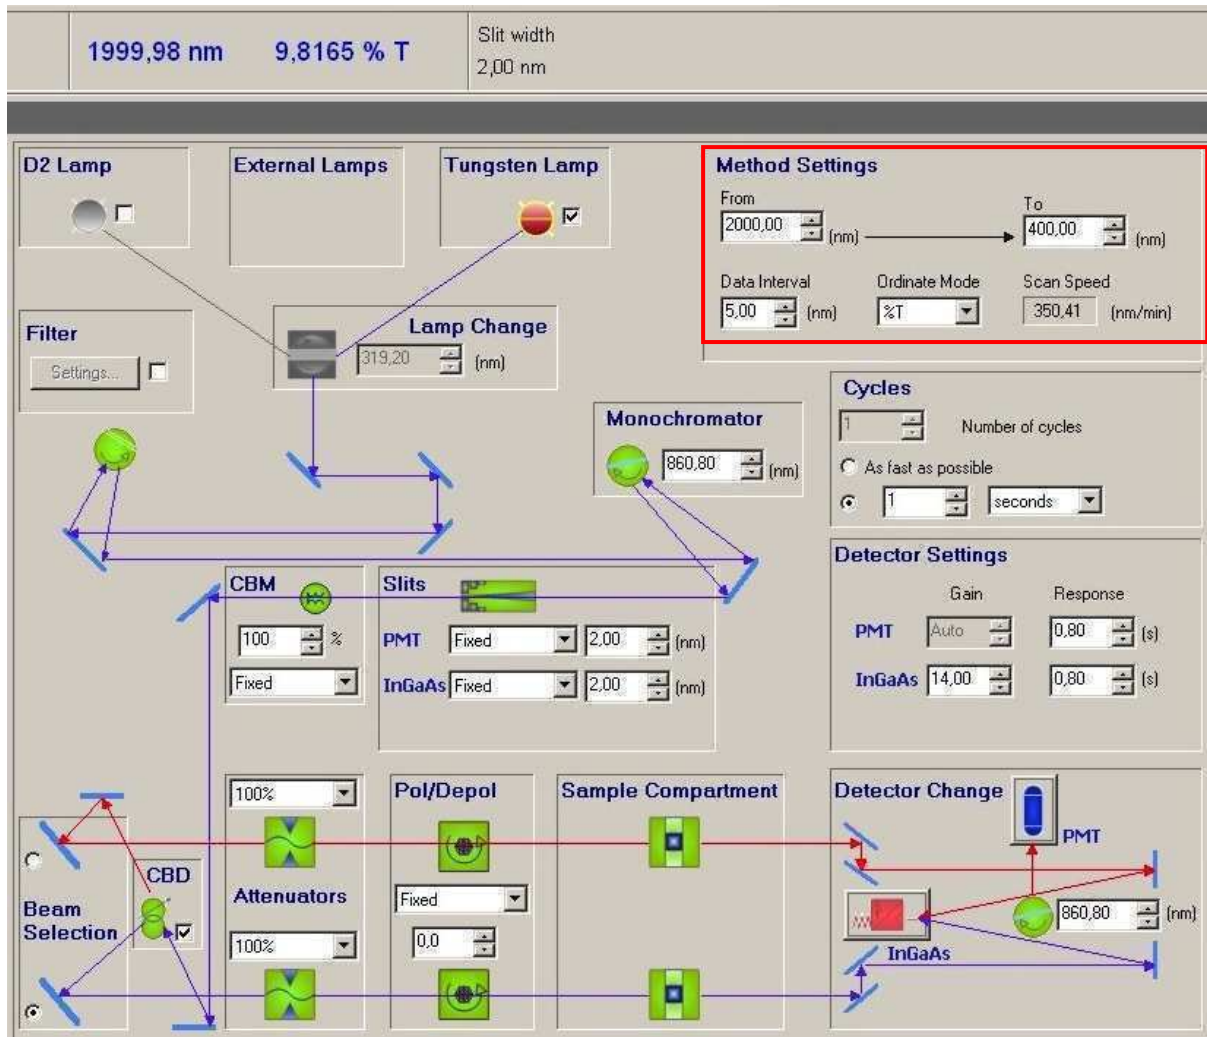 1999,98 nm 9,8165 % T
Slit width
2,00 nm
D2 Lamp
External Lamps
Tungsten Lamp
Method Settings
From
2000,00 (nm)
To
400,00 (nm)
Data Interval
5,00 (nm)
Ordinate Mode
%T
Scan Speed
350,41 (nm/min)
Filter
Settings...
Lamp Change
319,20 (nm)
Monochromator
860,80 (nm)
Cycles
1 Number of cycles
As fast as possible
1 seconds
CBM
100 %
Fixed
Slits
PMT Fixed 2,00 (nm)
InGaAs Fixed 2,00 (nm)
Detector Settings
Gain Response
PMT Auto 0,80 (s)
InGaAs 14,00 0,80 (s)
Beam
Selection
CBD
100%
Attenuators
100%
Pol/Depol
Fixed
0,0
Sample Compartment
Detector Change
PMT
860,80 (nm)
InGaAs